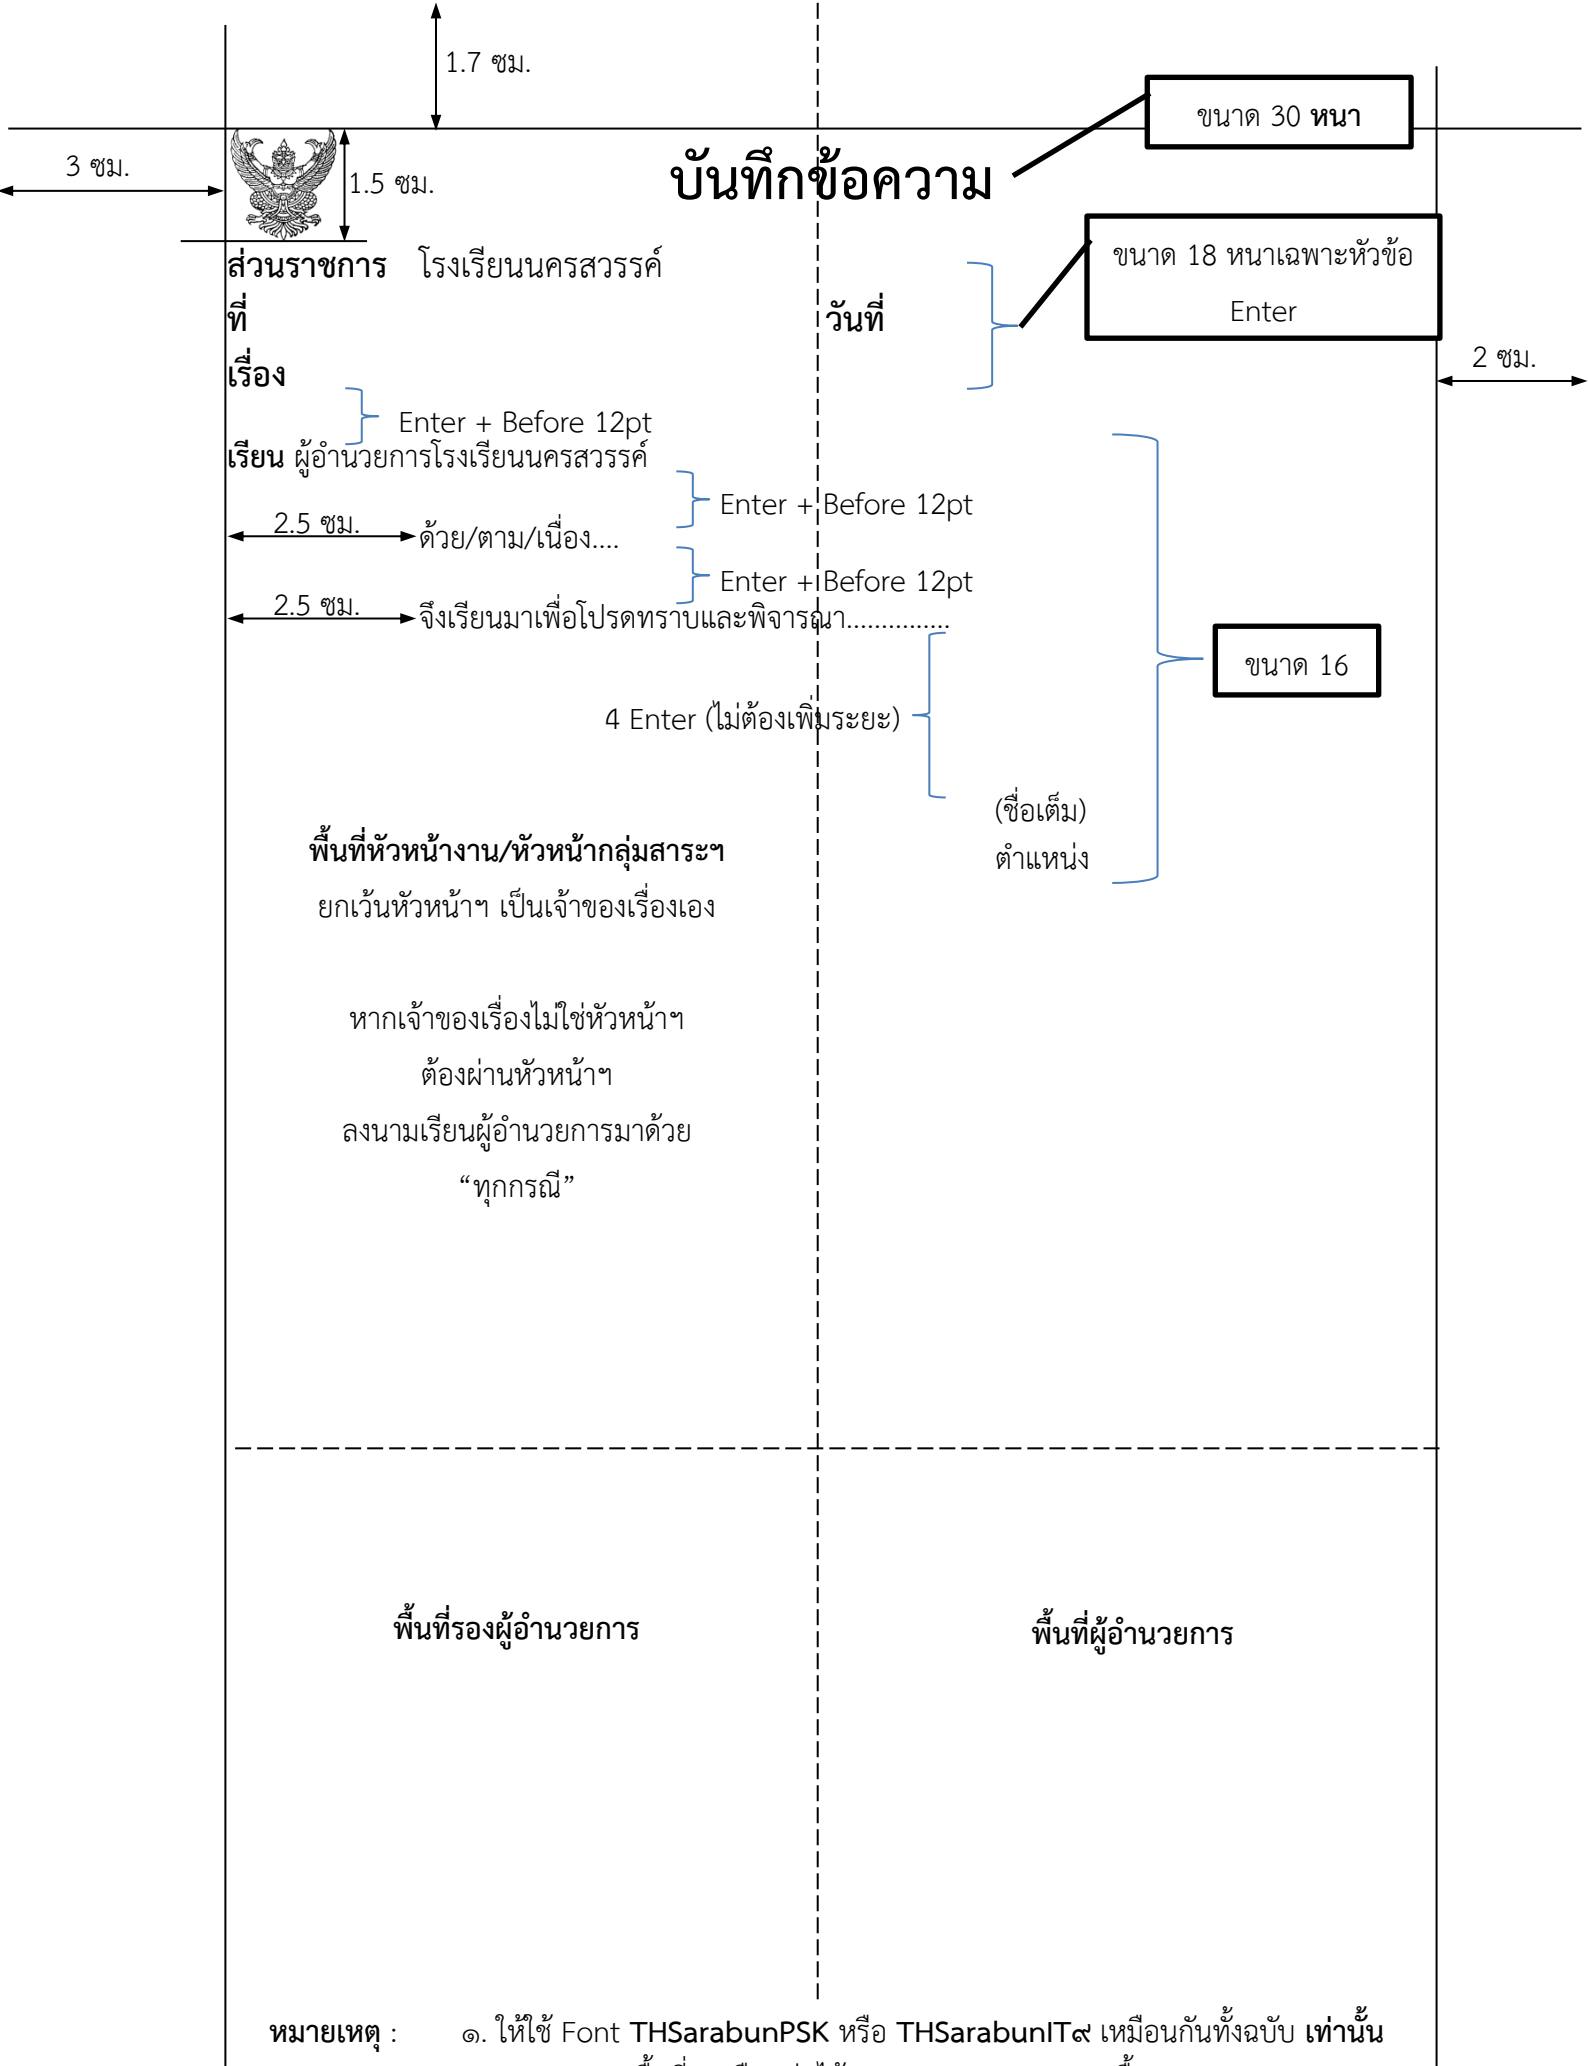 1.7 ซม.
ขนาด 30 หนา
3 ซม.
1.5 ซม.
บันทึกข้อความ
ส่วนราชการ โรงเรียนนครสวรรค์
ขนาด 18 หนาเฉพาะหัวข้อ
Enter
ที่ วันที่
2 ซม.
เรื่อง
Enter + Before 12pt
เรียน ผู้อำนวยการโรงเรียนนครสวรรค์
Enter + Before 12pt
2.5 ซม.
ด้วย/ตาม/เนื่อง....
Enter + Before 12pt
2.5 ซม.
จึงเรียนมาเพื่อโปรดทราบและพิจารณา...............
ขนาด 16
4 Enter (ไม่ต้องเพิ่มระยะ)
(ชื่อเต็ม)
ตำแหน่ง
พื้นที่หัวหน้างาน/หัวหน้ากลุ่มสาระฯ
ยกเว้นหัวหน้าฯ เป็นเจ้าของเรื่องเอง
หากเจ้าของเรื่องไม่ใช่หัวหน้าฯ
ต้องผ่านหัวหน้าฯ
ลงนามเรียนผู้อำนวยการมาด้วย
“ทุกกรณี”
พื้นที่รองผู้อำนวยการ
พื้นที่ผู้อำนวยการ
หมายเหตุ : ๑. ให้ใช้ Font THSarabunPSK หรือ THSarabunIT๙ เหมือนกันทั้งฉบับ เท่านั้น